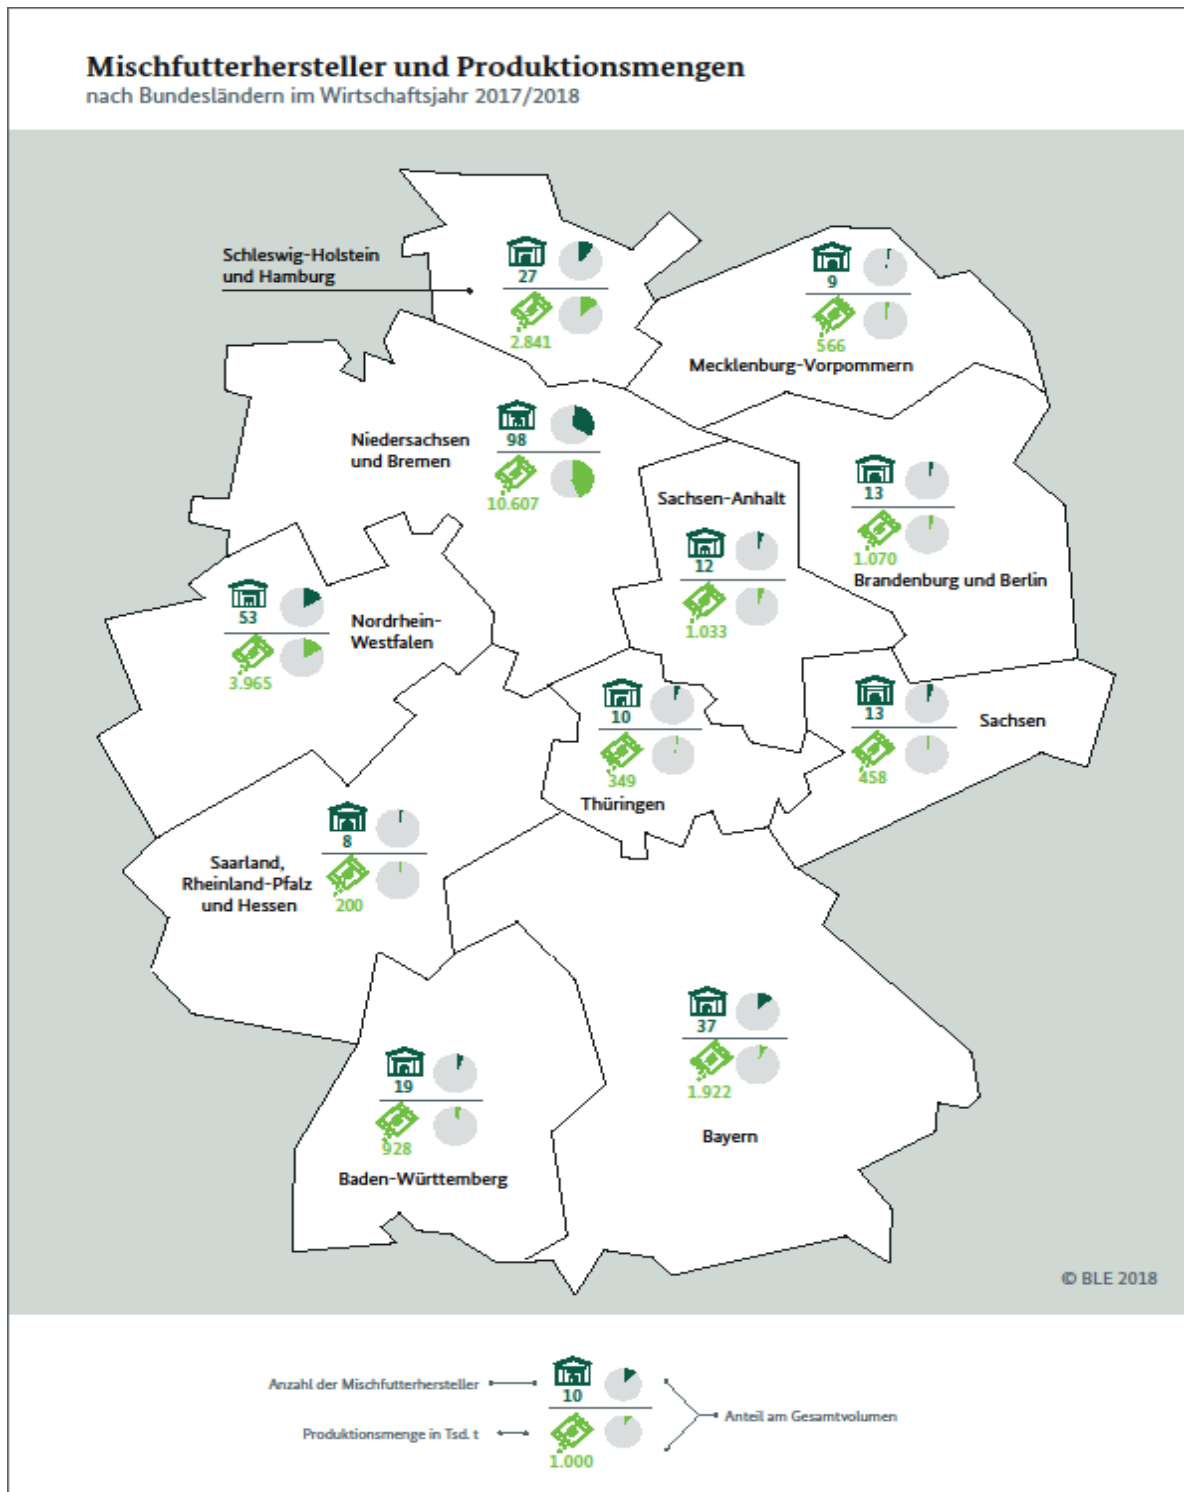 Mischfutterhersteller und Produktionsmengen
nach Bundesländern im Wirtschaftsjahr 2017/2018
Schleswig-Holstein
und Hamburg
27
2.841
9
566
Mecklenburg-Vorpommern
Niedersachsen
und Bremen
98
10.607
Sachsen-Anhalt
12
1.033
13
1.070
Brandenburg und Berlin
53
3.965
Nordrhein-
Westfalen
10
349
Thüringen
13
458
Sachsen
8
200
Saarland,
Rheinland-Pfalz
und Hessen
37
1.922
Bayern
19
928
Baden-Württemberg
© BLE 2018
Anzahl der Mischfutterhersteller
10
Anteil am Gesamtvolumen
Produktionsmenge in Tsd. t
1.000